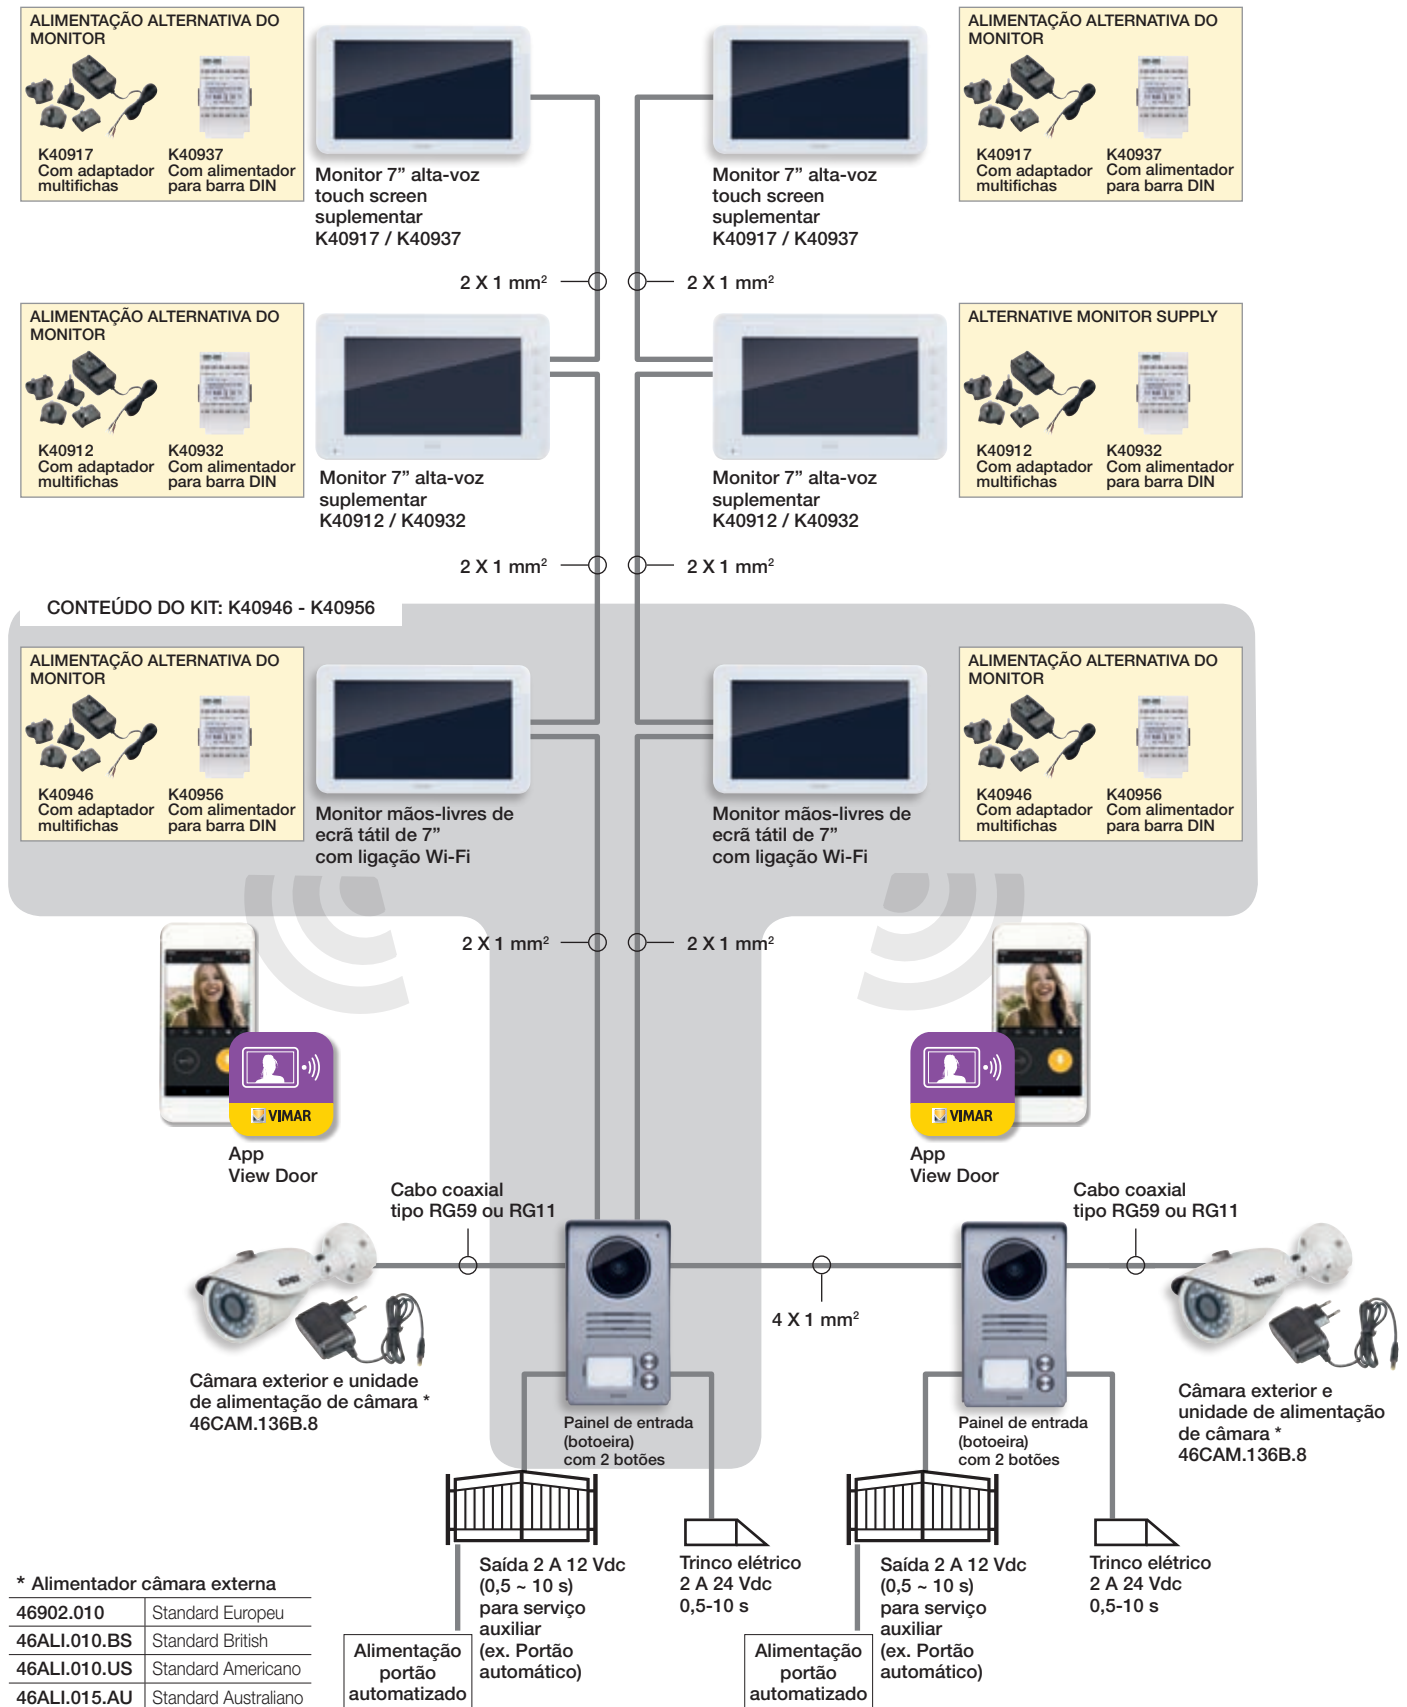 ALIMENTAÇÃO ALTERNATIVA DO
MONITOR
K40917
Com adaptador
multifichas
K40937
Com alimentador
para barra DIN
Monitor 7” alta-voz
touch screen
suplementar
K40917 / K40937
Monitor 7” alta-voz
touch screen
suplementar
K40917 / K40937
ALIMENTAÇÃO ALTERNATIVA DO
MONITOR
K40917
Com adaptador
multifichas
K40937
Com alimentador
para barra DIN
2 X 1 mm²
2 X 1 mm²
ALIMENTAÇÃO ALTERNATIVA DO
MONITOR
K40912
Com adaptador
multifichas
K40932
Com alimentador
para barra DIN
Monitor 7” alta-voz
suplementar
K40912 / K40932
Monitor 7” alta-voz
suplementar
K40912 / K40932
ALTERNATIVE MONITOR SUPPLY
K40912
Com adaptador
multifichas
K40932
Com alimentador
para barra DIN
2 X 1 mm²
2 X 1 mm²
CONTEÚDO DO KIT: K40946 - K40956
ALIMENTAÇÃO ALTERNATIVA DO
MONITOR
K40946
Com adaptador
multifichas
K40956
Com alimentador
para barra DIN
Monitor mãos-livres de
ecrã tátil de 7”
com ligação Wi-Fi
Monitor mãos-livres de
ecrã tátil de 7”
com ligação Wi-Fi
ALIMENTAÇÃO ALTERNATIVA DO
MONITOR
K40946
Com adaptador
multifichas
K40956
Com alimentador
para barra DIN
2 X 1 mm²
2 X 1 mm²
VIMAR
App
View Door
VIMAR
App
View Door
Cabo coaxial
tipo RG59 ou RG11
Cabo coaxial
tipo RG59 ou RG11
4 X 1 mm²
Câmara exterior e unidade
de alimentação de câmara *
46CAM.136B.8
Câmara exterior e
unidade de alimentação
de câmara *
46CAM.136B.8
Painel de entrada
(botoeira)
com 2 botões
Painel de entrada
(botoeira)
com 2 botões
Saída 2 A 12 Vdc
(0,5 ~ 10 s)
para serviço
auxiliar
(ex. Portão
automático)
Trinco elétrico
2 A 24 Vdc
0,5-10 s
Saída 2 A 12 Vdc
(0,5 ~ 10 s)
para serviço
auxiliar
(ex. Portão
automático)
Trinco elétrico
2 A 24 Vdc
0,5-10 s
Alimentação
portão
automatizado
Alimentação
portão
automatizado
* Alimentador câmara externa
46902.010 Standard Europeu
46ALI.010.BS Standard British
46ALI.010.US Standard Americano
46ALI.015.AU Standard Australiano